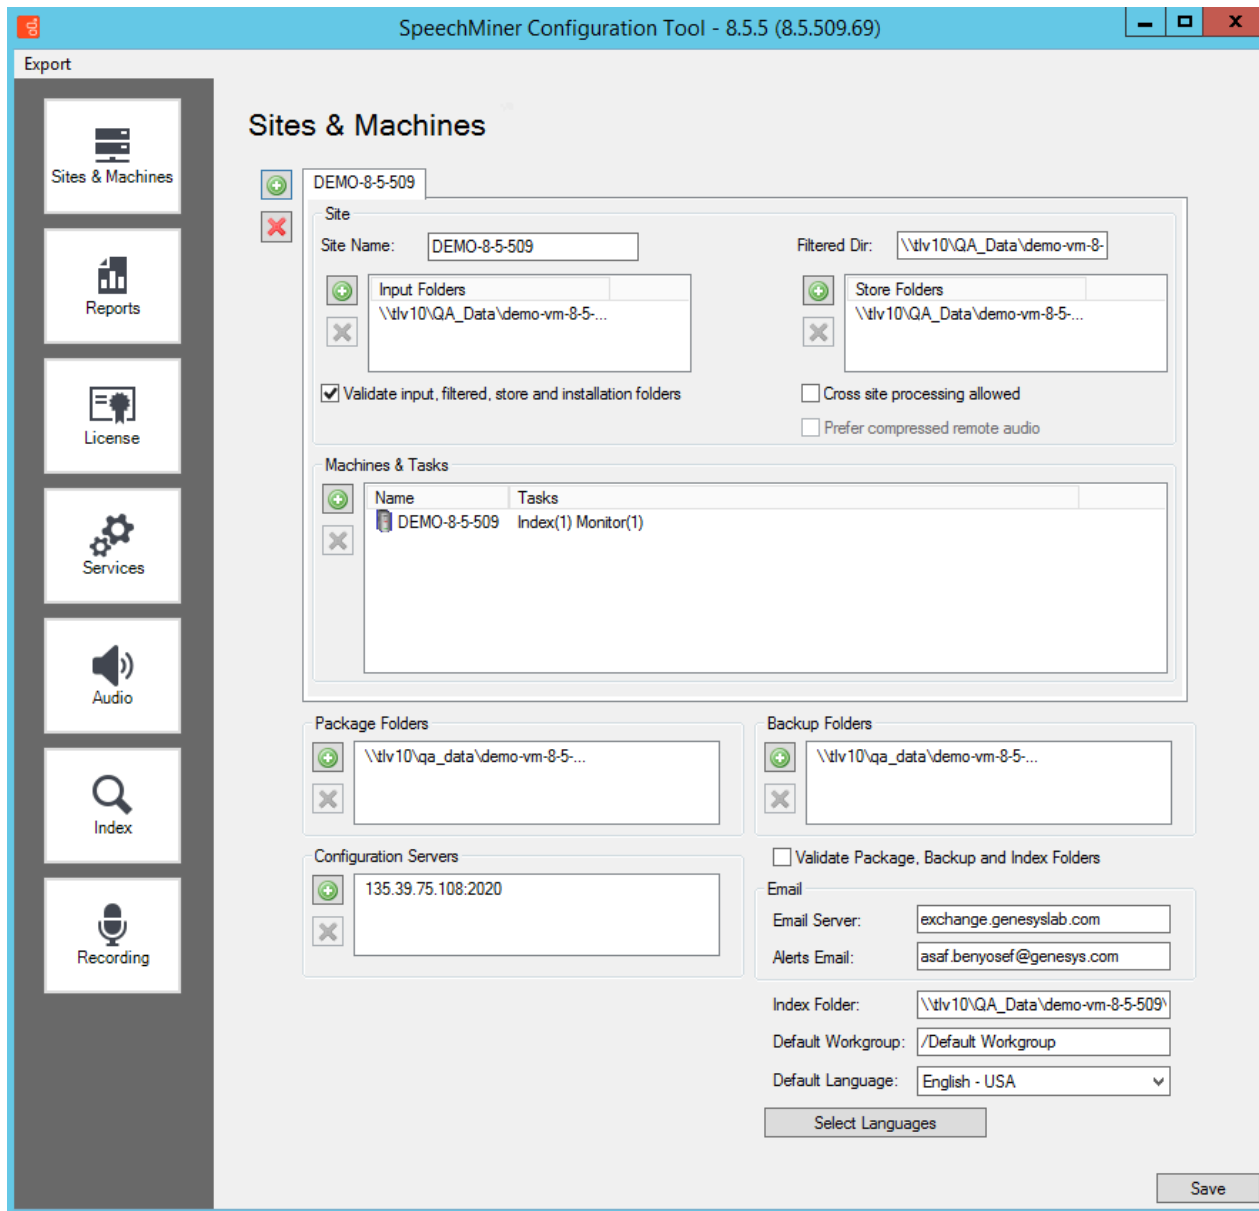 SpeechMiner Configuration Tool - 8.5.5 (8.5.509.69)
Export
Sites & Machines
Reports
License
Services
Audio
Index
Recording
Sites & Machines
DEMO-8-5-509
Site
Site Name: DEMO-8-5-509
Filtered Dir: \\tlv10\QA_Data\demo-vm-8-
Input Folders
\\tlv10\QA_Data\demo-vm-8-5-...
Store Folders
\\tlv10\QA_Data\demo-vm-8-5-...
Validate input, filtered, store and installation folders
Cross site processing allowed
Prefer compressed remote audio
Machines & Tasks
Name Tasks
DEMO-8-5-509 Index(1) Monitor(1)
Package Folders
\\tlv10\qa_data\demo-vm-8-5-...
Backup Folders
\\tlv10\qa_data\demo-vm-8-5-...
Configuration Servers
135.39.75.108:2020
Validate Package, Backup and Index Folders
Email
Email Server: exchange.genesyslab.com
Alerts Email: asaf.benyosef@genesys.com
Index Folder: \\tlv10\QA_Data\demo-vm-8-5-509\
Default Workgroup: /Default Workgroup
Default Language: English - USA
Select Languages
Save